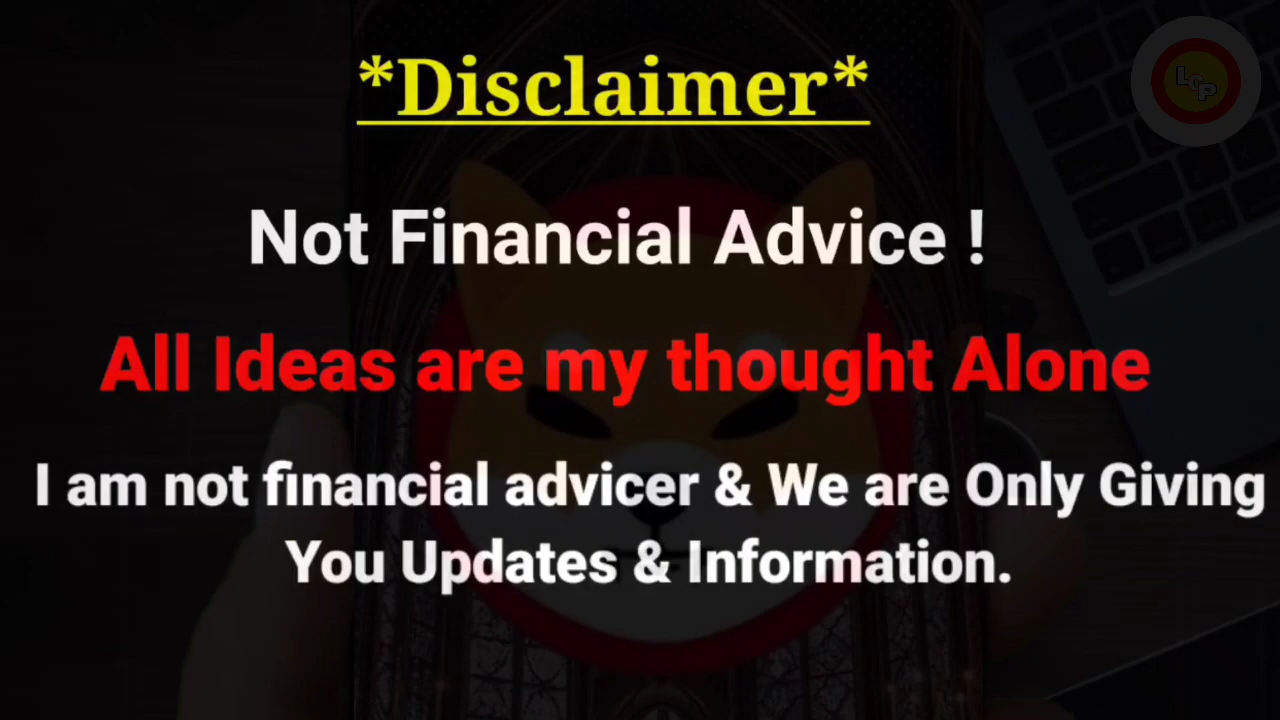 *Disclaimer*
LCP
Not Financial Advice !
All Ideas are my thought Alone
I am not financial advicer & We are Only Giving
You Updates & Information.